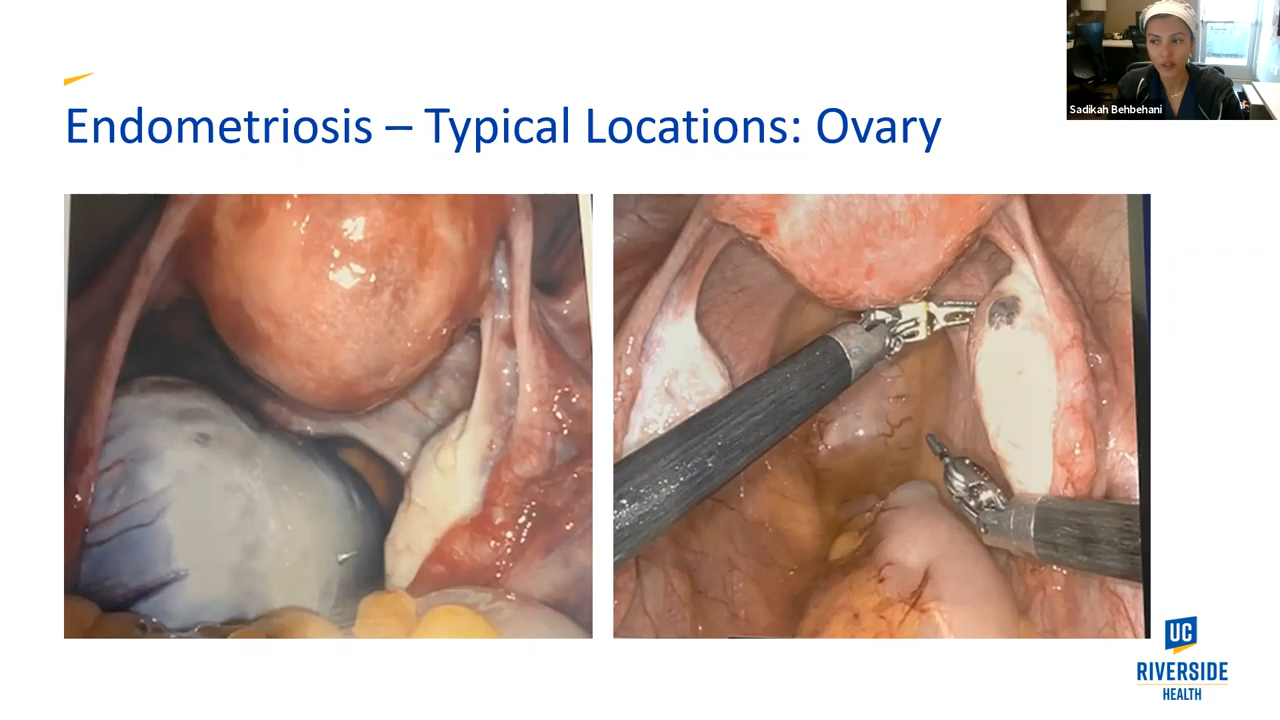 Sadikah Behbehani
Endometriosis – Typical Locations: Ovary
UC
RIVERSIDE
HEALTH